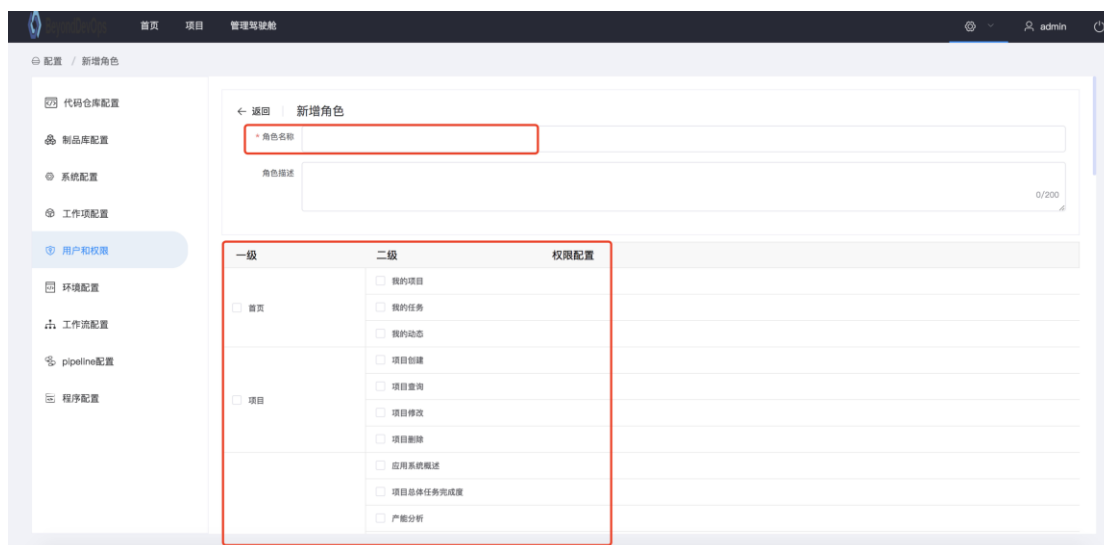 首页 项目 管理驾驶舱 admin
配置 / 新增角色
代码仓库配置
制品库配置
系统配置
工作项配置
用户和权限
环境配置
工作流配置
pipeline配置
程序配置
← 返回 新增角色
* 角色名称
角色描述
0/200
一级 二级 权限配置
首页
我的项目
我的任务
我的动态
项目
项目创建
项目查询
项目修改
项目删除
应用系统概述
项目总体任务完成度
产能分析